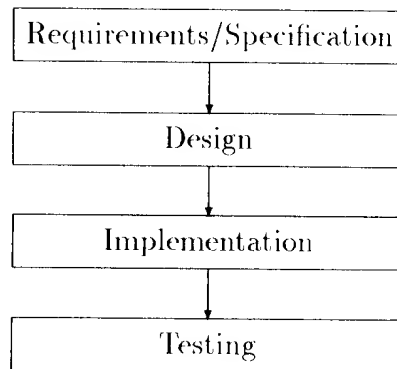 Requirements/Specification
Design
Implementation
Testing